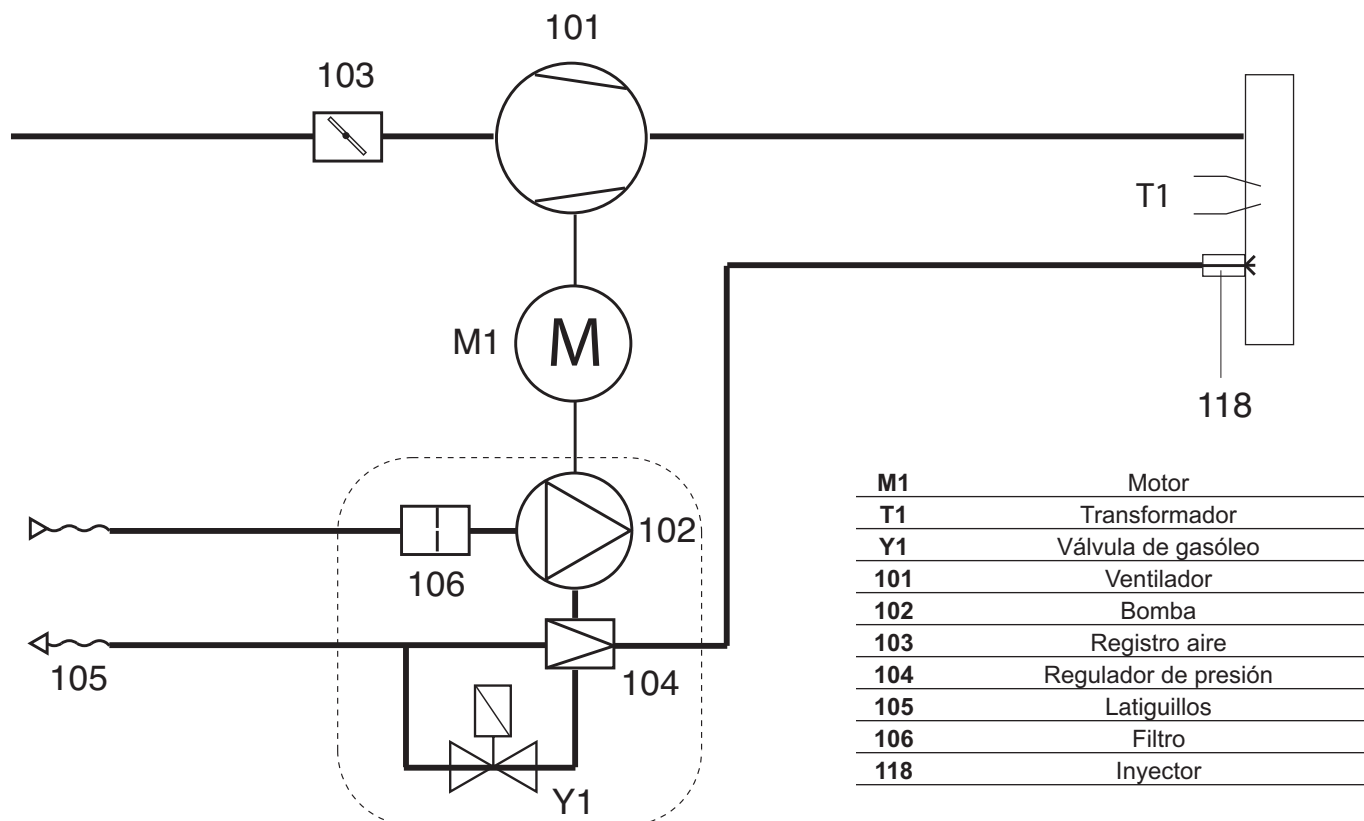 101
103
T1
M1
M
118
102
106
105
104
Y1
M1 Motor
T1 Transformador
Y1 Válvula de gasóleo
101 Ventilador
102 Bomba
103 Registro aire
104 Regulador de presión
105 Latiguillos
106 Filtro
118 Inyector